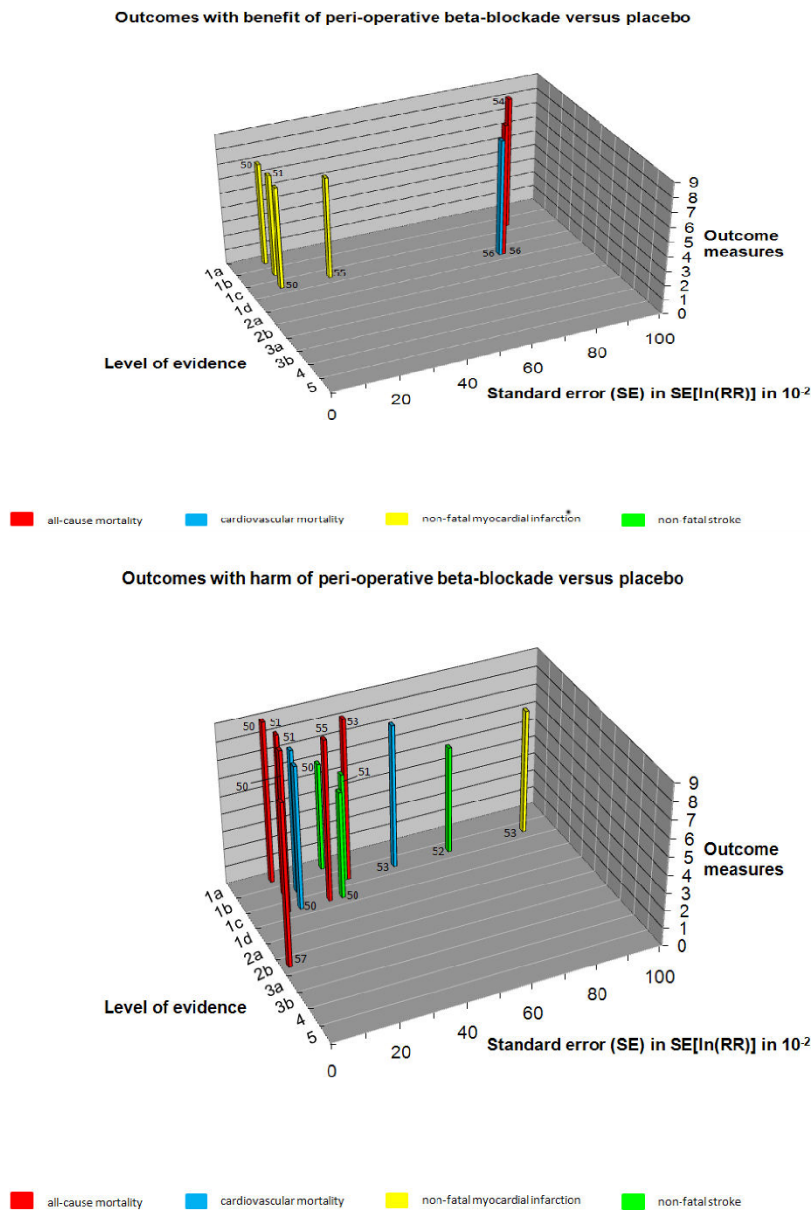 Outcomes with benefit of peri-operative beta-blockade versus placebo
54
50
51
50
55
56
56
9
8
7
6
5
4
3
2
1
0
Outcome
measures
1a
1b
1c
1d
2a
2b
3a
3b
4
5
Level of evidence
0
20
40
60
80
100
Standard error (SE) in SE[ln(RR)] in 10-2
all-cause mortality
cardiovascular mortality
non-fatal myocardial infarction*
non-fatal stroke
Outcomes with harm of peri-operative beta-blockade versus placebo
50
51
51
55
53
50
50
51
53
52
53
50
50
57
9
8
7
6
5
4
3
2
1
0
Outcome
measures
1a
1b
1c
1d
2a
2b
3a
3b
4
5
Level of evidence
0
20
40
60
80
100
Standard error (SE) in SE[ln(RR)] in 10-2
all-cause mortality
cardiovascular mortality
non-fatal myocardial infarction
non-fatal stroke